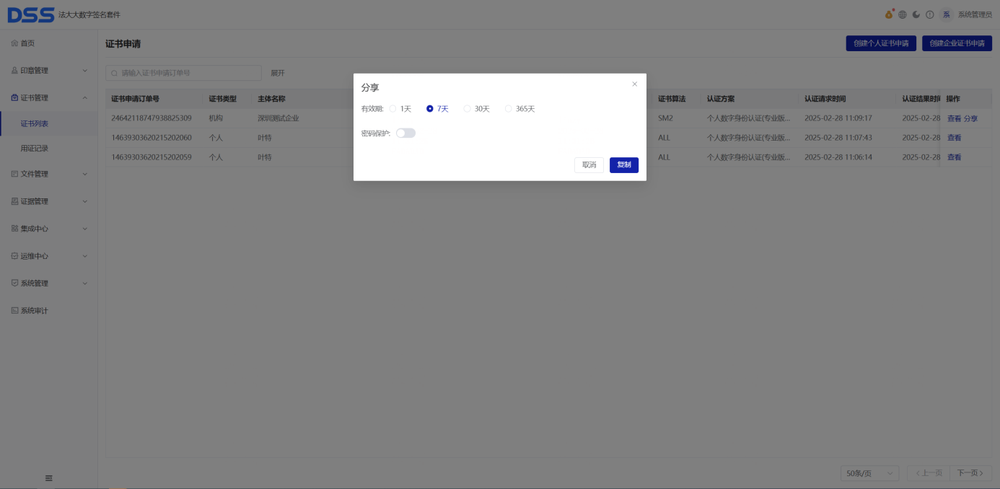 DSS 法大大数字签名套件
系 系统管理员
首页
印章管理
证书管理
证书列表
用证记录
文件管理
证据管理
集成中心
运维中心
系统管理
系统审计
证书申请
创建个人证书申请 创建企业证书申请
请输入证书申请订单号 展开
证书申请订单号 证书类型 主体名称 证书算法 认证方案 认证请求时间 认证结果时间 操作
24642118747938825309 机构 深圳测试企业 SM2 个人数字身份认证(专业版... 2025-02-28 11:09:17 2025-02-28 查看 分享
14639303620215202060 个人 叶特 ALL 个人数字身份认证(专业版... 2025-02-28 11:07:43 2025-02-28 查看
14639303620215202059 个人 叶特 ALL 个人数字身份认证(专业版... 2025-02-28 11:06:14 2025-02-28 查看
分享
有效期: 1天 7天 30天 365天
密码保护:
取消 复制
50条/页 上一页 下一页